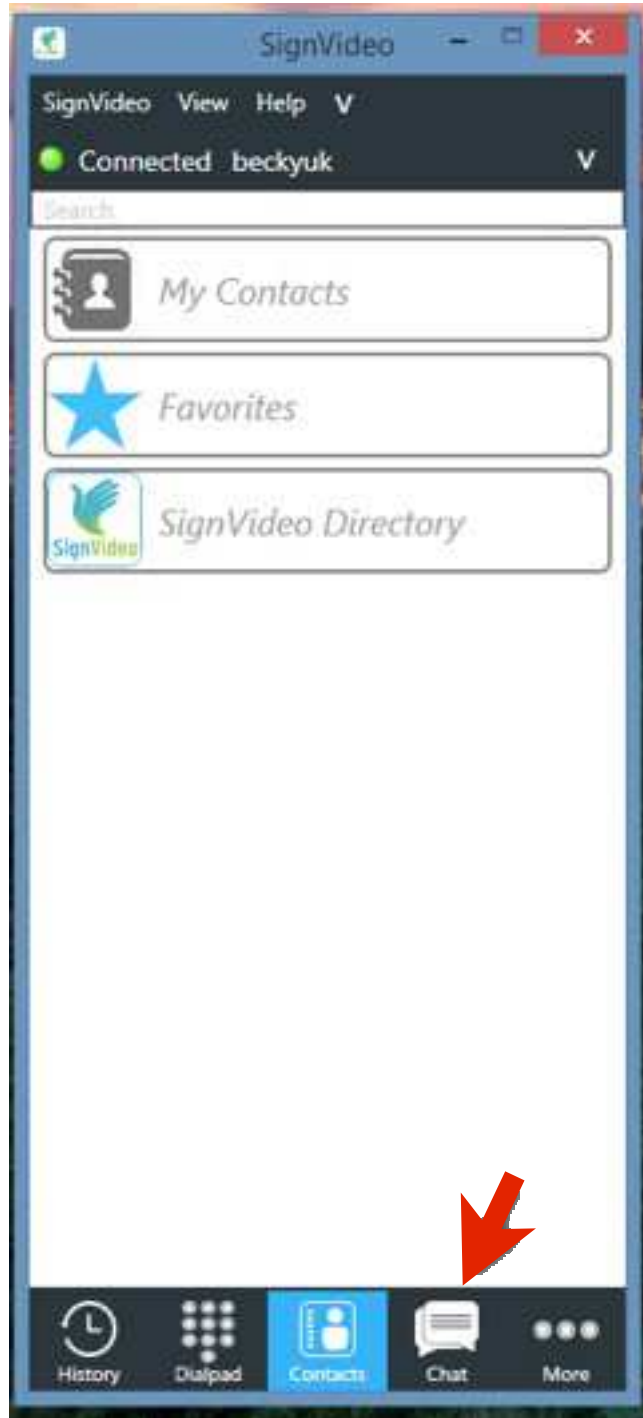 SignVideo
SignVideo View Help V
Connected beckyuk V
Search
My Contacts
Favorites
SignVideo
SignVideo Directory
History Dialpad Contacts Chat More